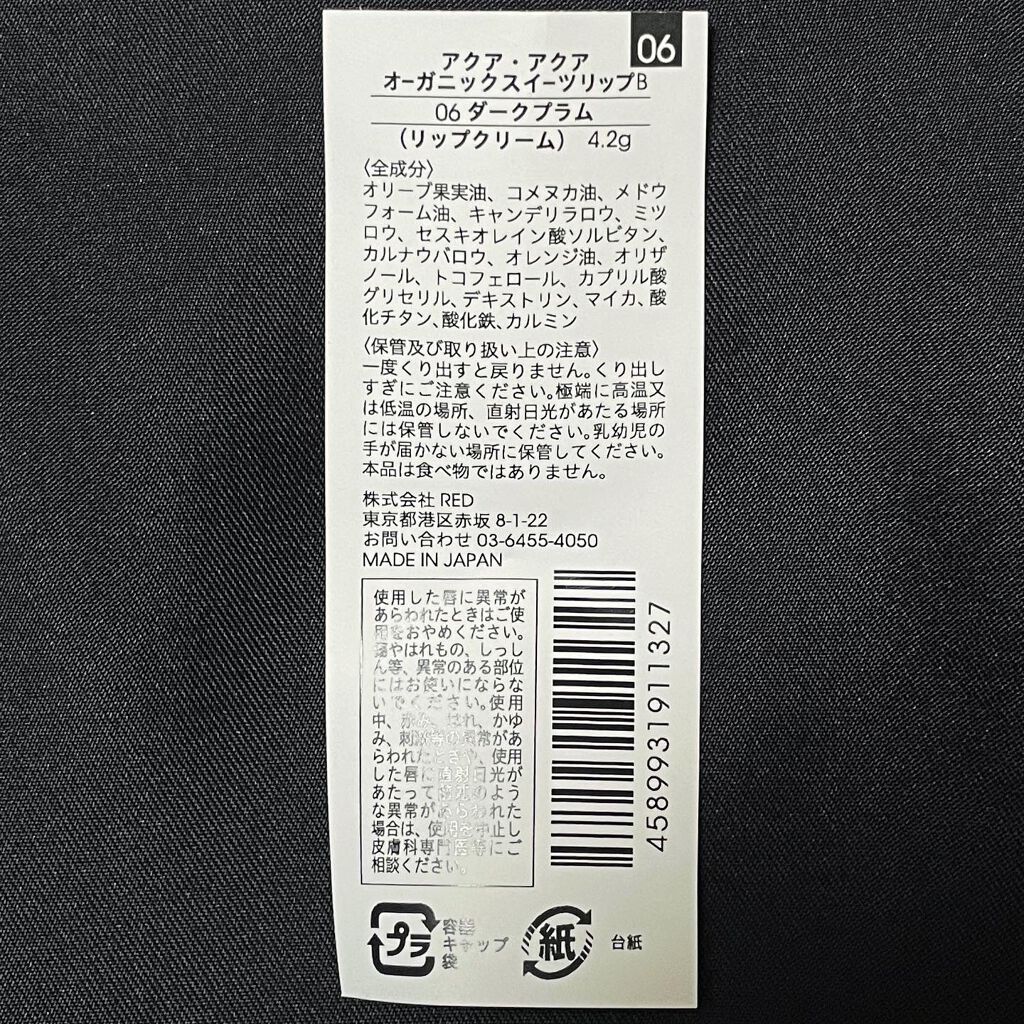 06
アクア・アクア
オーガニックスイーツリップB
06 ダークプラム
(リップクリーム) 4.2g
〈全成分〉
オリーブ果実油、コメヌカ油、メドウ
フォーム油、キャンデリラロウ、ミツ
ロウ、セスキオレイン酸ソルビタン、
カルナウバロウ、オレンジ油、オリザ
ノール、トコフェロール、カプリル酸
グリセリル、デキストリン、マイカ、酸
化チタン、酸化鉄、カルミン
〈保管及び取り扱い上の注意〉
一度くり出すと戻りません。くり出し
すぎにご注意ください。極端に高温又
は低温の場所、直射日光があたる場所
には保管しないでください。乳幼児の
手が届かない場所に保管してください。
本品は食べ物ではありません。
株式会社 RED
東京都港区赤坂 8-1-22
お問い合わせ 03-6455-4050
MADE IN JAPAN
使用した唇に異常が
あらわれたときはご使
用をおやめください。
傷やはれもの、しっし
ん等、異常のある部位
にはお使いにならな
いでください。使用
中、赤み、はれ、かゆ
み、刺激等の異常があ
らわれたときや、使用
した唇に直射日光が
あたって同様のよう
な異常があらわれた
場合は、使用を中止し
皮膚科専門医等にご
相談ください。
4589931911327
プラ
容器
キャップ
袋
紙
台紙